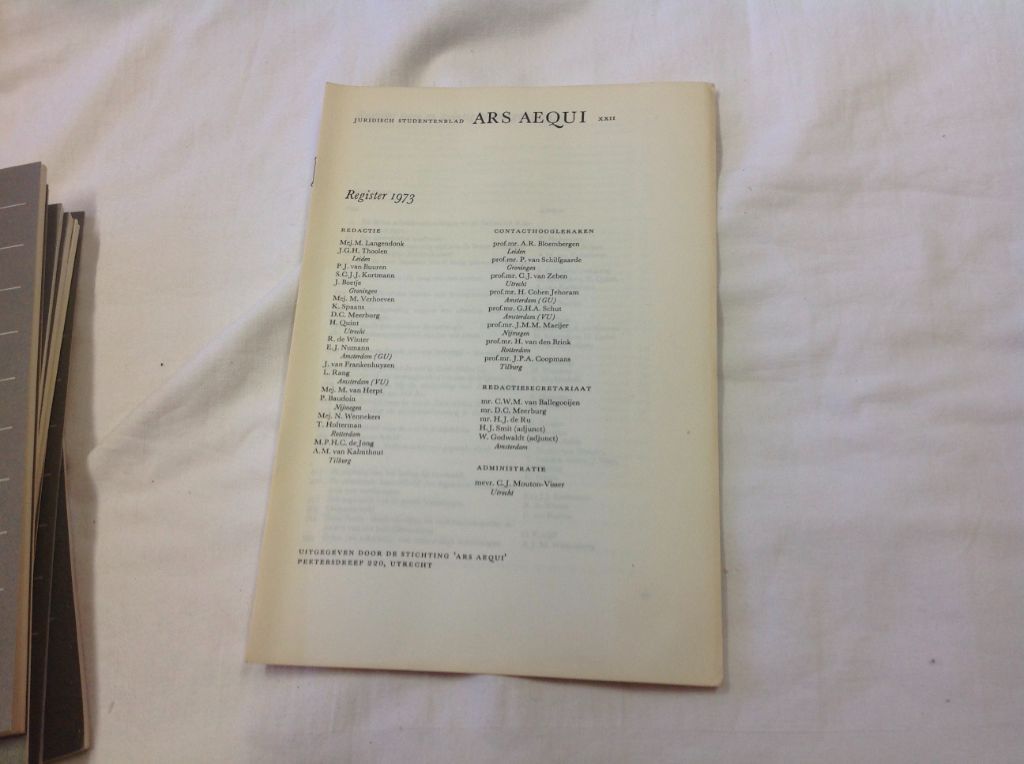 JURIDISCH STUDENTENBLAD ARS AEQUI XXII
Register 1973
REDACTIE
Mej. M. Langendonk
J.G.H. Thoolen
Leiden
P.J. van Buuren
S.C.J.J. Kortmann
J. Boeijs
Groningen
Mej. M. Verhoeven
K. Spaans
D.C. Meerburg
H. Quint
Utrecht
R. de Winter
E.J. Numann
Amsterdam (GU)
J. van Frankenhuyzen
L. Rang
Amsterdam (VU)
Mej. M. van Herpt
P. Baudoin
Nijmegen
Mej. N. Wennekers
T. Holterman
Rotterdam
M.P.H.C. de Jong
A.M. van Kalmthout
Tilburg
CONTACTHOOGLERAREN
prof.mr. A.R. Bloembergen
Leiden
prof.mr. P. van Schilfgaarde
Groningen
prof.mr. C.J. van Zeben
Utrecht
prof.mr. H. Cohen Jehoram
Amsterdam (GU)
prof.mr. G.H.A. Schut
Amsterdam (VU)
prof.mr. J.M.M. Maeijer
Nijmegen
prof.mr. H. van den Brink
Rotterdam
prof.mr. J.P.A. Coopmans
Tilburg
REDACTIESECRETARIAAT
mr. C.W.M. van Ballegooijen
mr. D.C. Meerburg
mr. H.J. de Ru
H.J. Smit (adjunct)
W. Godwaldt (adjunct)
Amsterdam
ADMINISTRATIE
mevr. C.J. Mouton-Visser
Utrecht
UITGEGEVEN DOOR DE STICHTING 'ARS AEQUI'
PEETERSDREEF 220, UTRECHT